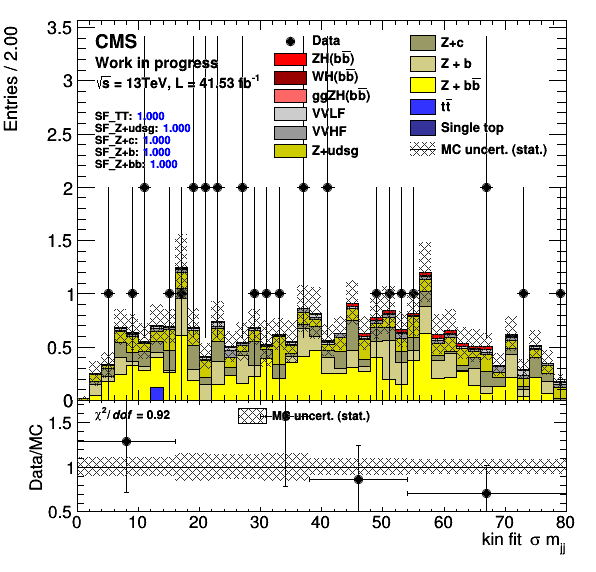 Entries / 2.00
3.5
3
2.5
2
1.5
1
0.5
0
CMS
Work in progress
√s = 13TeV, L = 41.53 fb⁻¹
SF_TT: 1.000
SF_Z+udsg: 1.000
SF_Z+c: 1.000
SF_Z+b: 1.000
SF_Z+bb: 1.000
Data
ZH(bb̅)
WH(bb̅)
ggZH(bb̅)
VVLF
VVHF
Z+udsg
Z+c
Z + b
Z + bb̅
tt̅
Single top
MC uncert. (stat.)
Data/MC
2
1.5
1
0.5
χ²/ dof = 0.92
MC uncert. (stat.)
0 10 20 30 40 50 60 70 80
kin fit σ mjj